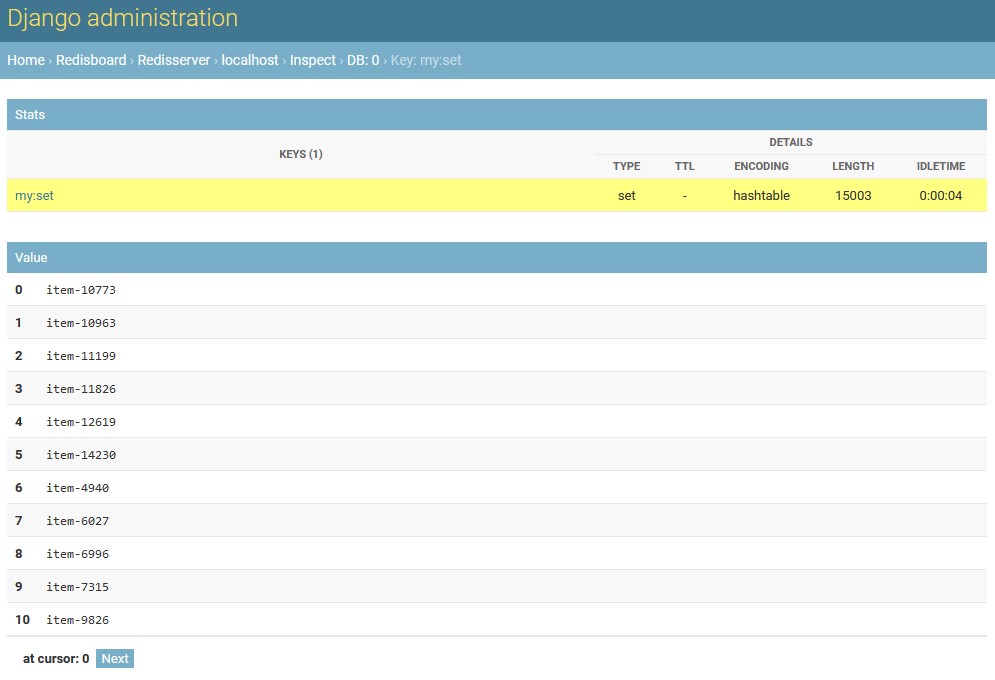 Django administration
Home › Redisboard › Redisserver › localhost › Inspect › DB: 0 › Key: my:set
Stats
KEYS (1)
DETAILS
TYPE TTL ENCODING LENGTH IDLETIME
my:set set - hashtable 15003 0:00:04
Value
0 item-10773
1 item-10963
2 item-11199
3 item-11826
4 item-12619
5 item-14230
6 item-4940
7 item-6027
8 item-6996
9 item-7315
10 item-9826
at cursor: 0 Next